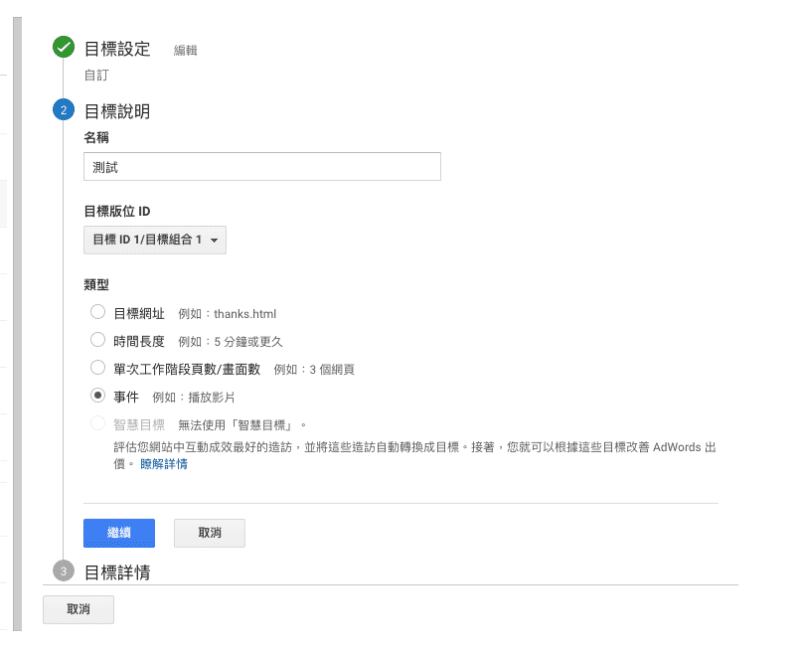 目標設定 編輯
自訂
2 目標說明
名稱
測試
目標版位 ID
目標 ID 1/目標組合 1
類型
目標網址 例如：thanks.html
時間長度 例如：5 分鐘或更久
單次工作階段頁數/畫面數 例如：3 個網頁
事件 例如：播放影片
智慧目標 無法使用「智慧目標」。
評估您網站中互動成效最好的造訪，並將這些造訪自動轉換成目標。接著，您就可以根據這些目標改善 AdWords 出
價。 瞭解詳情
繼續 取消
3 目標詳情
取消